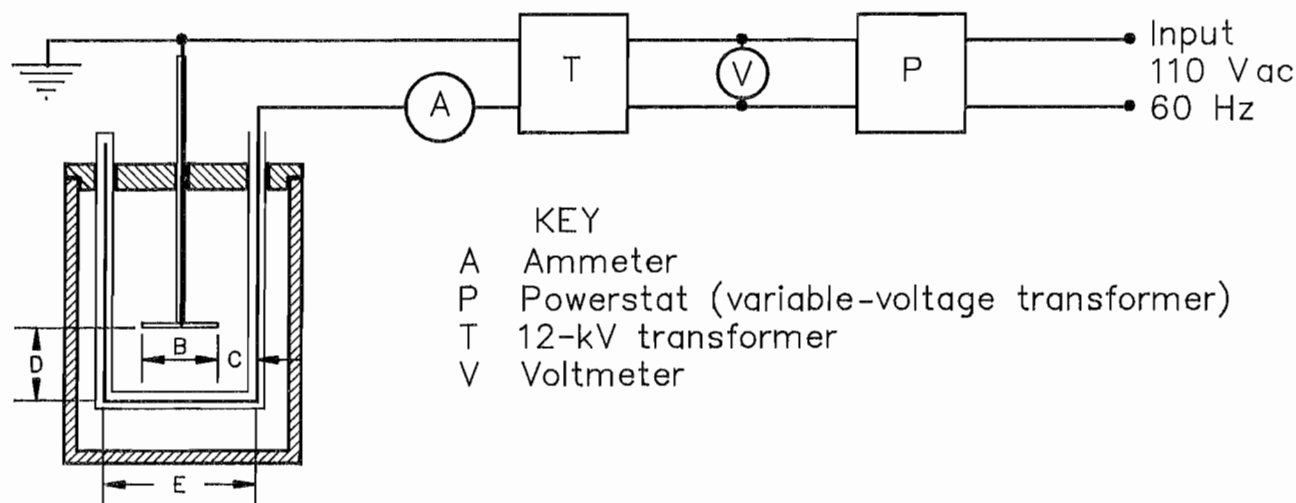 T
V
P
Input
110 Vac
60 Hz
A
KEY
A Ammeter
P Powerstat (variable-voltage transformer)
T 12-kV transformer
V Voltmeter
B
C
D
E